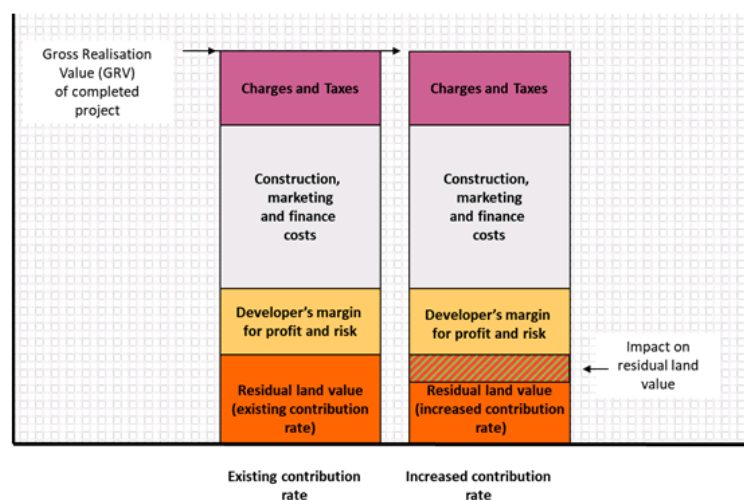 Gross Realisation
Value (GRV)
of completed
project
Charges and Taxes
Construction,
marketing
and finance
costs
Developer's margin
for profit and risk
Residual land value
(existing contribution
rate)
Charges and Taxes
Construction,
marketing
and finance
costs
Developer's margin
for profit and risk
Residual land value
(increased contribution
rate)
Impact on
residual land
value
Existing contribution
rate
Increased contribution
rate